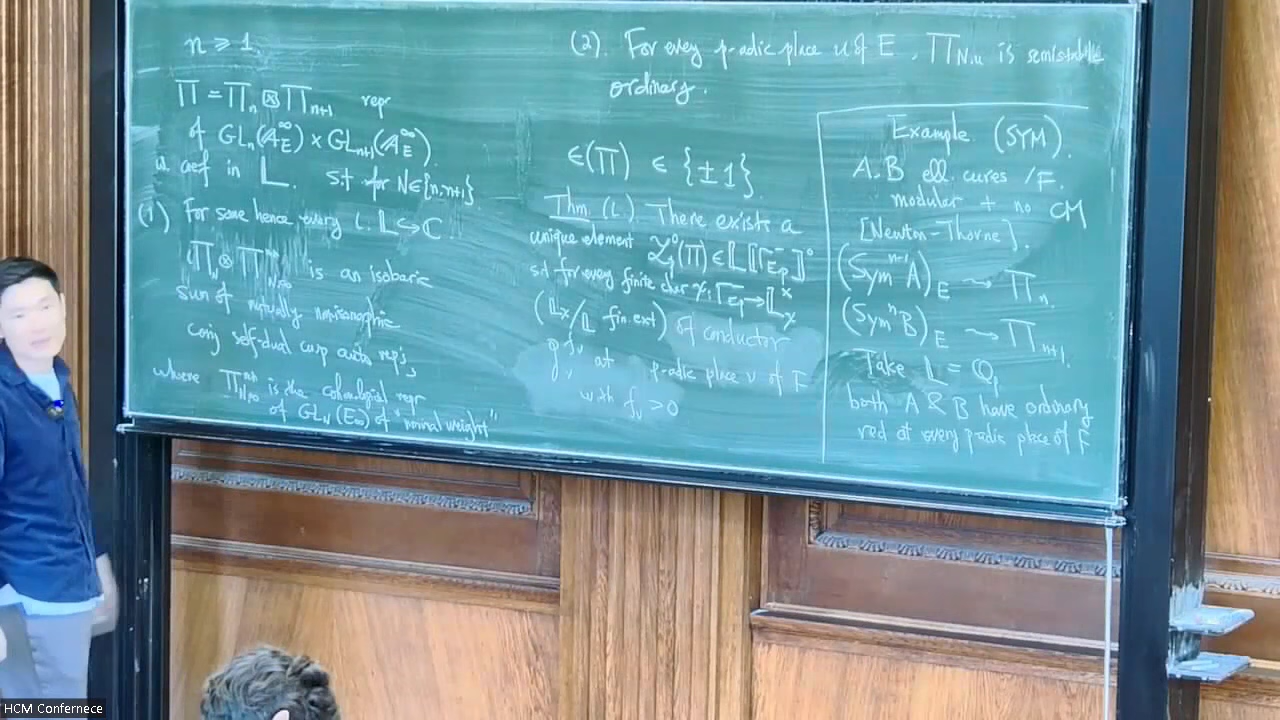 n ⩾ 1
Π = Π_n ⊠ Π_{n+1} repr
of GL_n(A_E^∞) × GL_{n+1}(A_E^∞).
w coef in 𝕃. s.t for N∈{n,n+1}
(1) For some hence every ι: 𝕃↪ℂ.
is an isobaric
sum of mutually
conj self-dual cusp auto rep's,
where is the repr
of GL_N(E_∞) of "minimal weight"
(2). For every p-adic place u of E, Π_{N,u} is semistable
ordinary.
∈(Π) ∈ {±1}.
Thm (L). There exists a
unique element
s.t for every finite char
(𝕃_χ/𝕃 fin. ext) of conductor
at p-adic place v of F
with f_v > 0
Example (SYM).
A, B ell. cures /F.
modular + no CM
[Newton-Thorne].
(Sym^{n-1} A)_E ⇝ Π_n.
(Sym^n B)_E ⇝ Π_{n+1}.
Take 𝕃 = ℚ_p
both A & B have ordinary
red at every p-adic place of F
HCM Confernece